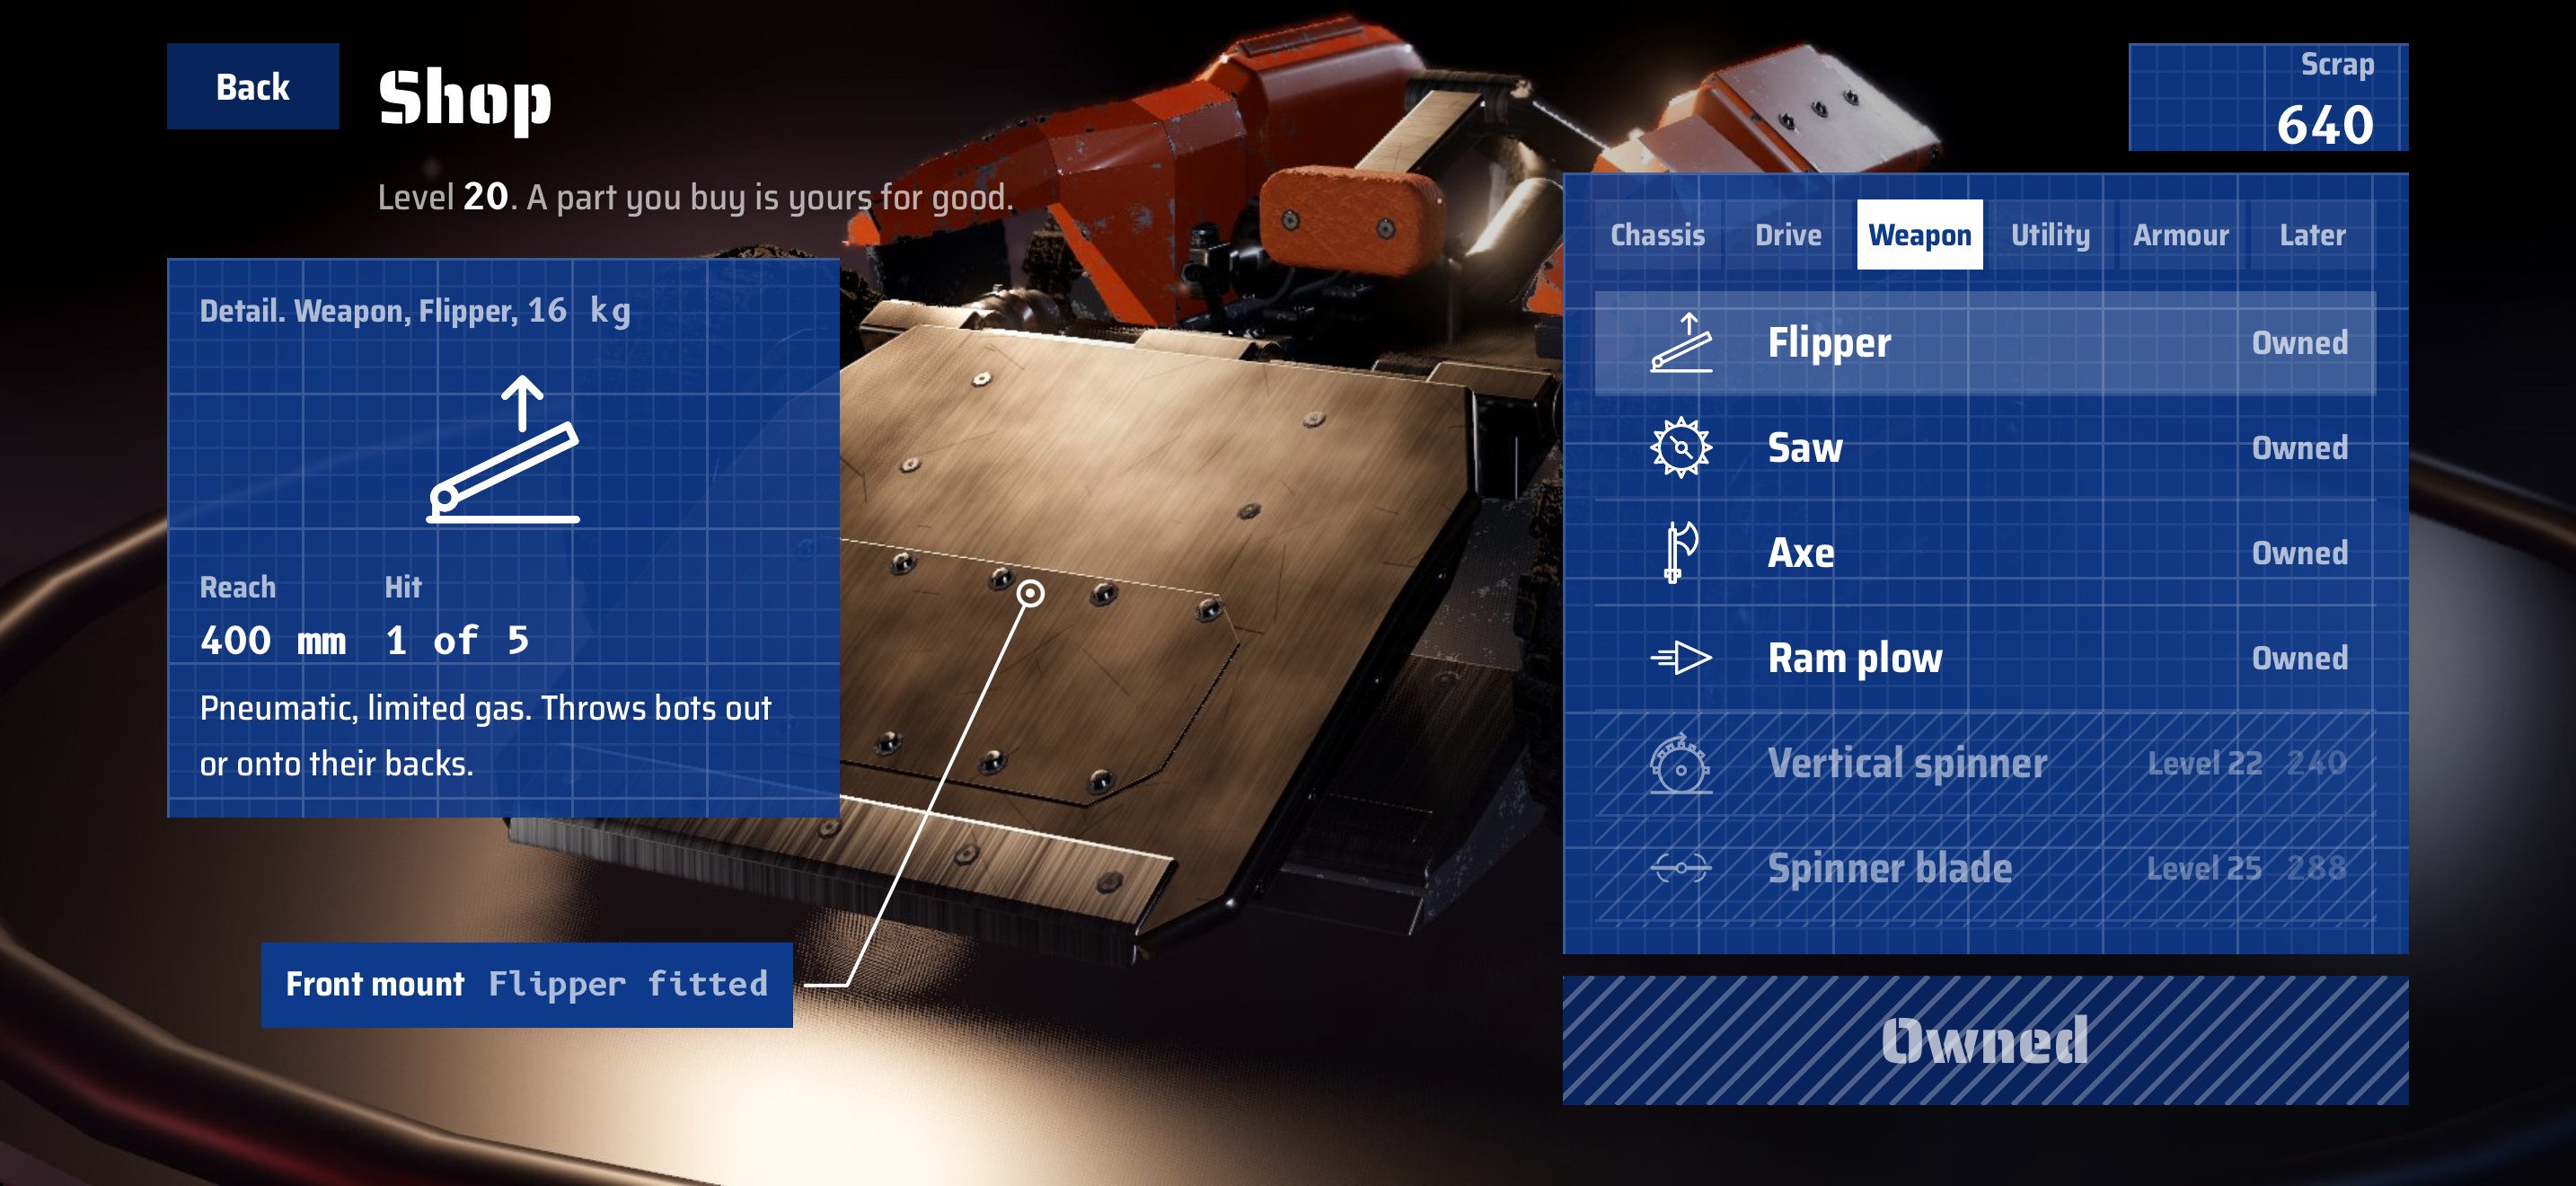 Back
Shop
Scrap
640
Level 20. A part you buy is yours for good.
Detail. Weapon, Flipper, 16 kg
Reach
Hit
400 mm
1 of 5
Pneumatic, limited gas. Throws bots out
or onto their backs.
Front mount Flipper fitted
Chassis
Drive
Weapon
Utility
Armour
Later
Flipper Owned
Saw Owned
Axe Owned
Ram plow Owned
Vertical spinner Level 22 240
Spinner blade Level 25 288
Owned